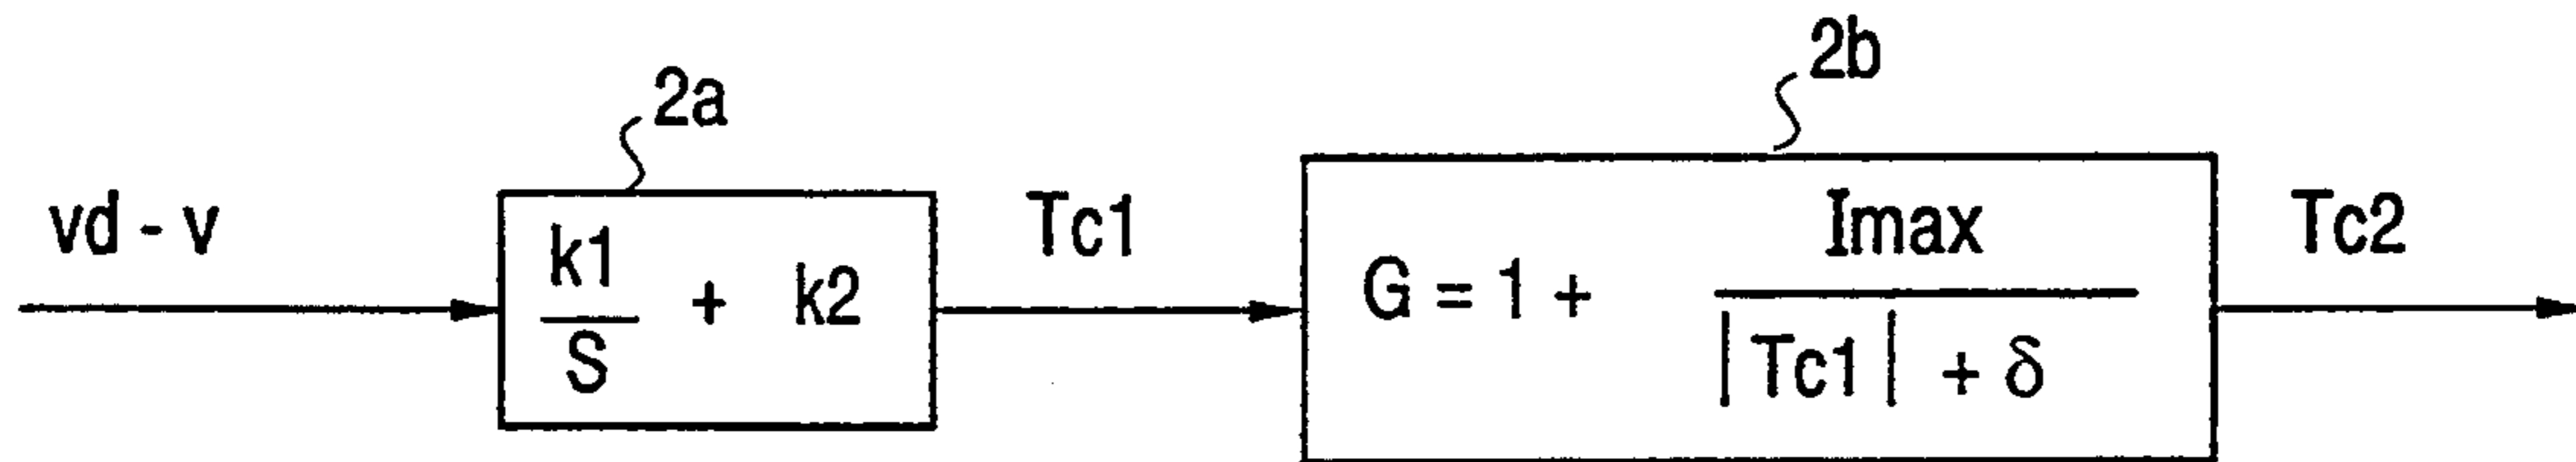 2a
2b
vd - v
k1
S
+ k2
Tc1
G = 1 +
Imax
|Tc1| + δ
Tc2